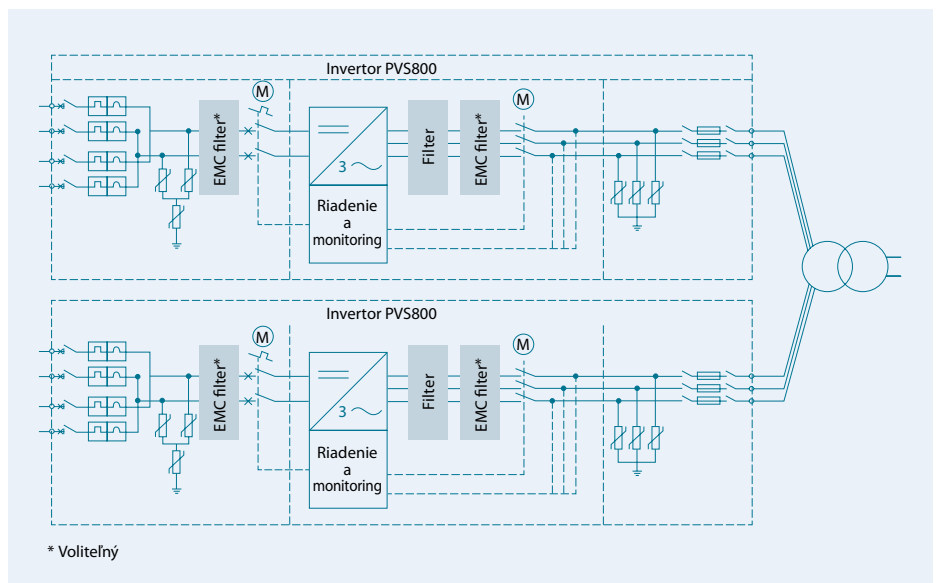 Invertor PVS800
M
M
EMC filter*
3
Filter
EMC filter*
Riadenie
a
monitoring
Invertor PVS800
M
M
EMC filter*
3
Filter
EMC filter*
Riadenie
a
monitoring
* Voliteľný